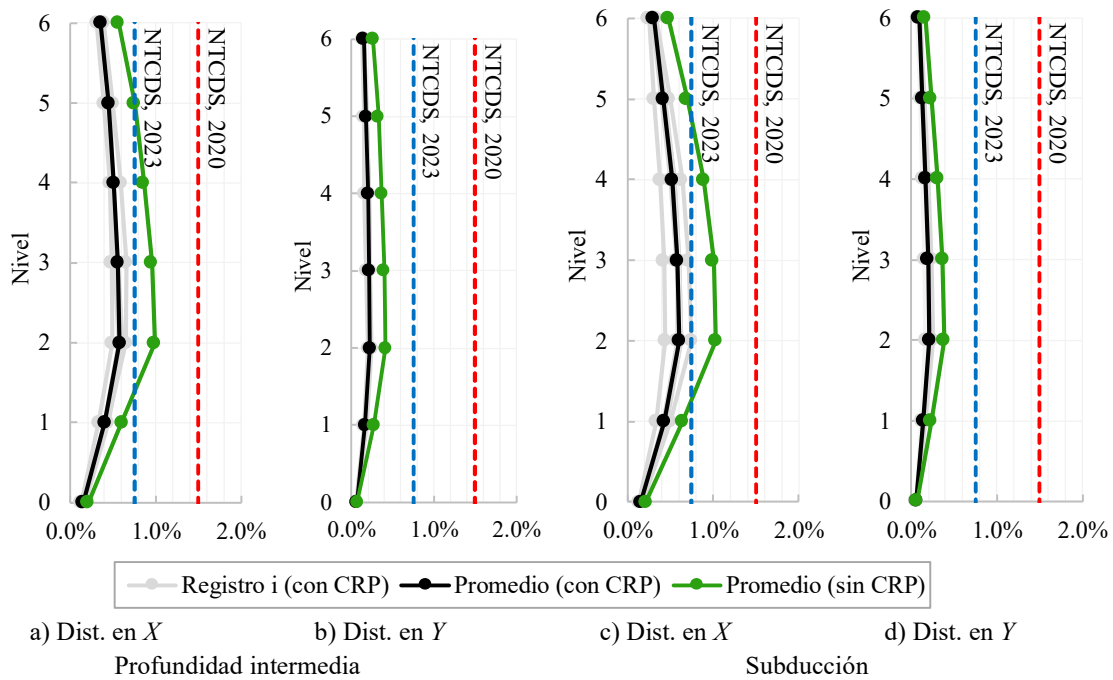 6
5
4
3
2
1
0
Nivel
NTCDS, 2023
NTCDS, 2020
0.0%
1.0%
2.0%
6
5
4
3
2
1
0
Nivel
NTCDS, 2023
NTCDS, 2020
0.0%
1.0%
2.0%
6
5
4
3
2
1
0
Nivel
NTCDS, 2023
NTCDS, 2020
0.0%
1.0%
2.0%
6
5
4
3
2
1
0
Nivel
NTCDS, 2023
NTCDS, 2020
0.0%
1.0%
2.0%
Registro i (con CRP)
Promedio (con CRP)
Promedio (sin CRP)
a) Dist. en X
b) Dist. en Y
c) Dist. en X
d) Dist. en Y
Profundidad intermedia
Subducción